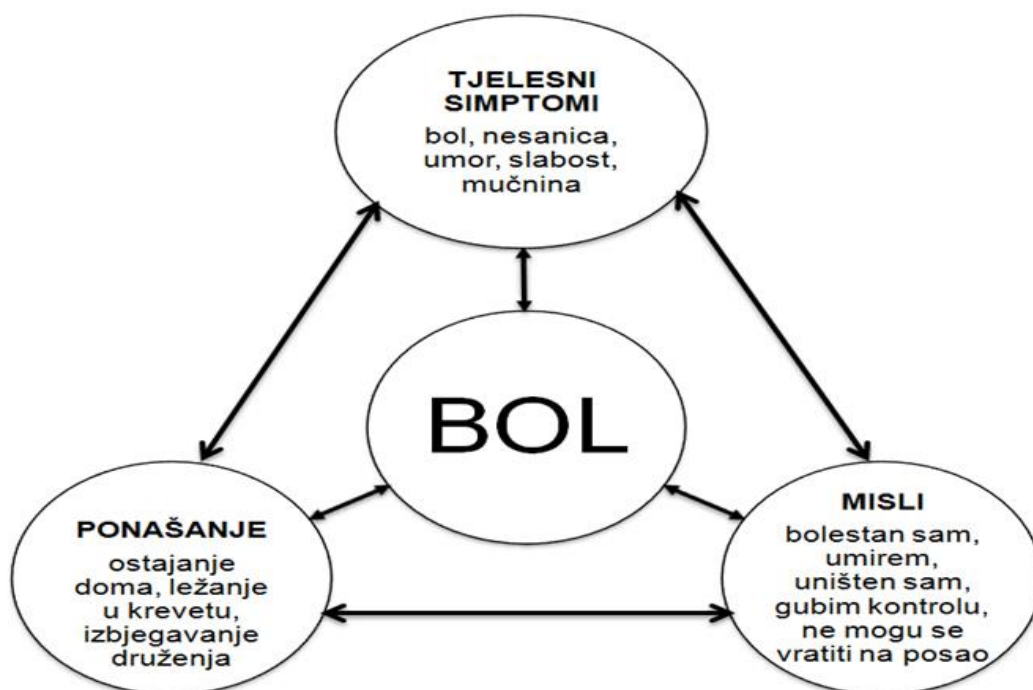 TJELESNI
SIMPTOMI
bol, nesanica,
umor, slabost,
mučnina
BOL
PONAŠANJE
ostajanje
doma, ležanje
u krevetu,
izbjegavanje
druženja
MISLI
bolestan sam,
umirem,
uništen sam,
gubim kontrolu,
ne mogu se
vratiti na posao